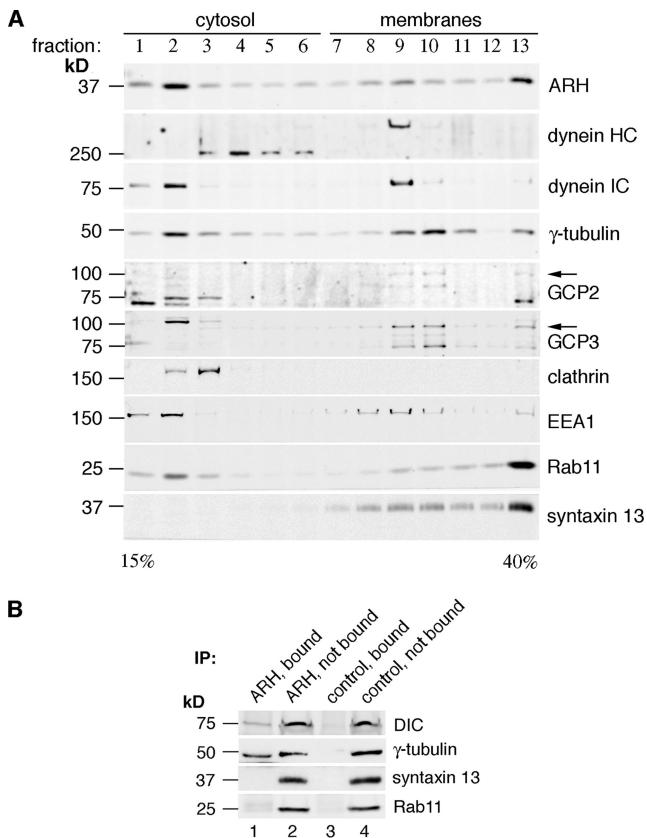 A
cytosol membranes
fraction: 1 2 3 4 5 6 7 8 9 10 11 12 13
kD
37 ARH
dynein HC
250
75 dynein IC
50 γ-tubulin
100
75 GCP2
100
75 GCP3
150 clathrin
150 EEA1
25 Rab11
37 syntaxin 13
15% 40%
B
IP: ARH, bound ARH, not bound control, bound control, not bound
kD
75 DIC
50 γ-tubulin
37 syntaxin 13
25 Rab11
1 2 3 4